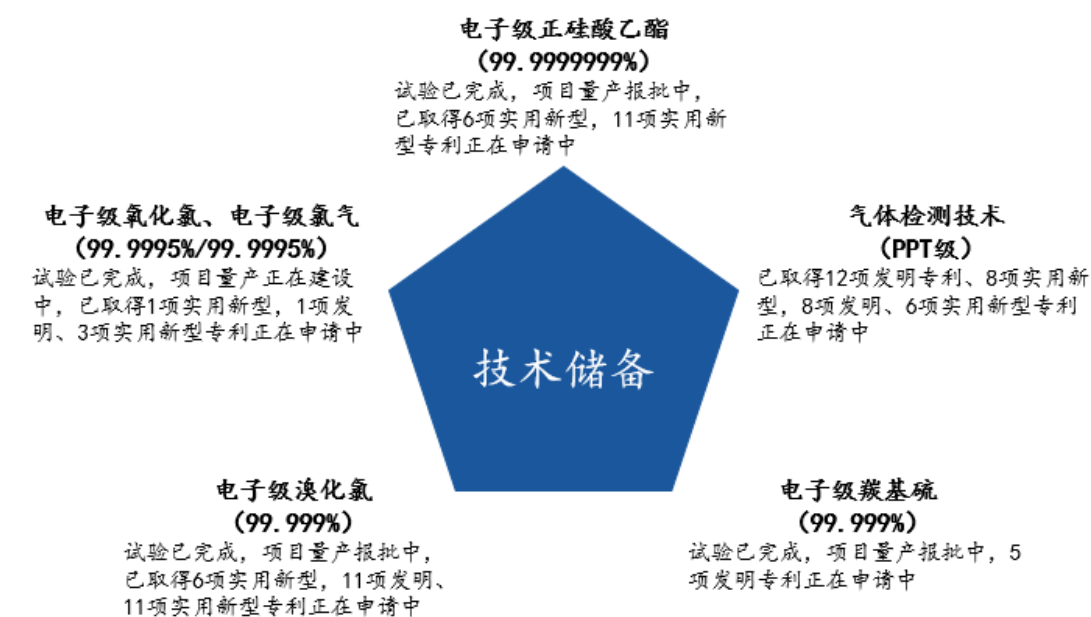 电子级正硅酸乙酯
(99.9999999%)
试验已完成，项目量产报批中，
已取得6项实用新型，11项实用新
型专利正在申请中
电子级氧化氯、电子级氯气
(99.9995%/99.9995%)
试验已完成，项目量产正在建设
中，已取得1项实用新型，1项发
明、3项实用新型专利正在申请中
气体检测技术
(PPT级)
已取得12项发明专利、8项实用新
型，8项发明、6项实用新型专利
正在申请中
技术储备
电子级溴化氯
(99.999%)
试验已完成，项目量产报批中，
已取得6项实用新型，11项发明、
11项实用新型专利正在申请中
电子级羰基硫
(99.999%)
试验已完成，项目量产报批中，5
项发明专利正在申请中